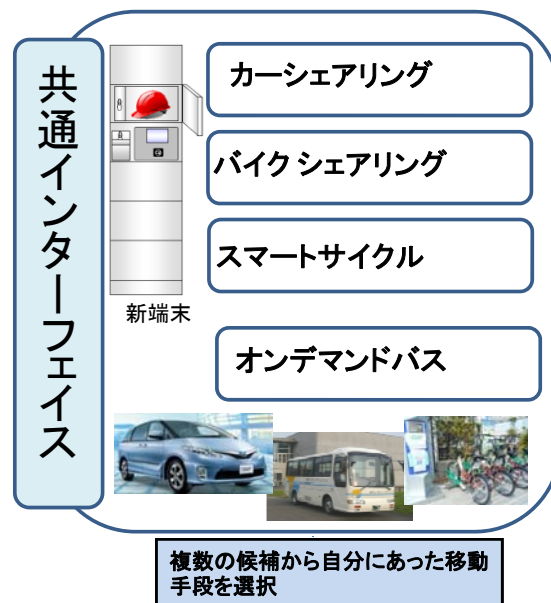 共通インターフェイス
カーシェアリング
バイク シェアリング
スマートサイクル
新端末
オンデマンドバス
複数の候補から自分にあった移動
手段を選択